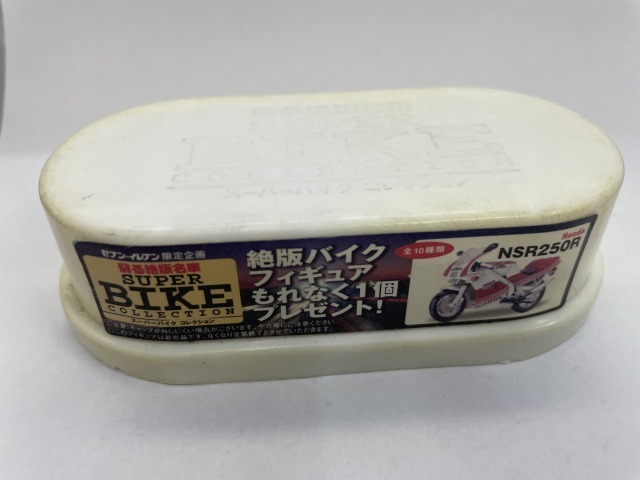 BIKE
COLLECTION
スーパーバイク コレクション
セブン-イレブン 限定企画
蘇る絶版名車
SUPER
BIKE
COLLECTION
スーパーバイク コレクション
絶版バイク
フィギュア
もれなく1個
プレゼント!
全10種類
Honda
NSR250R